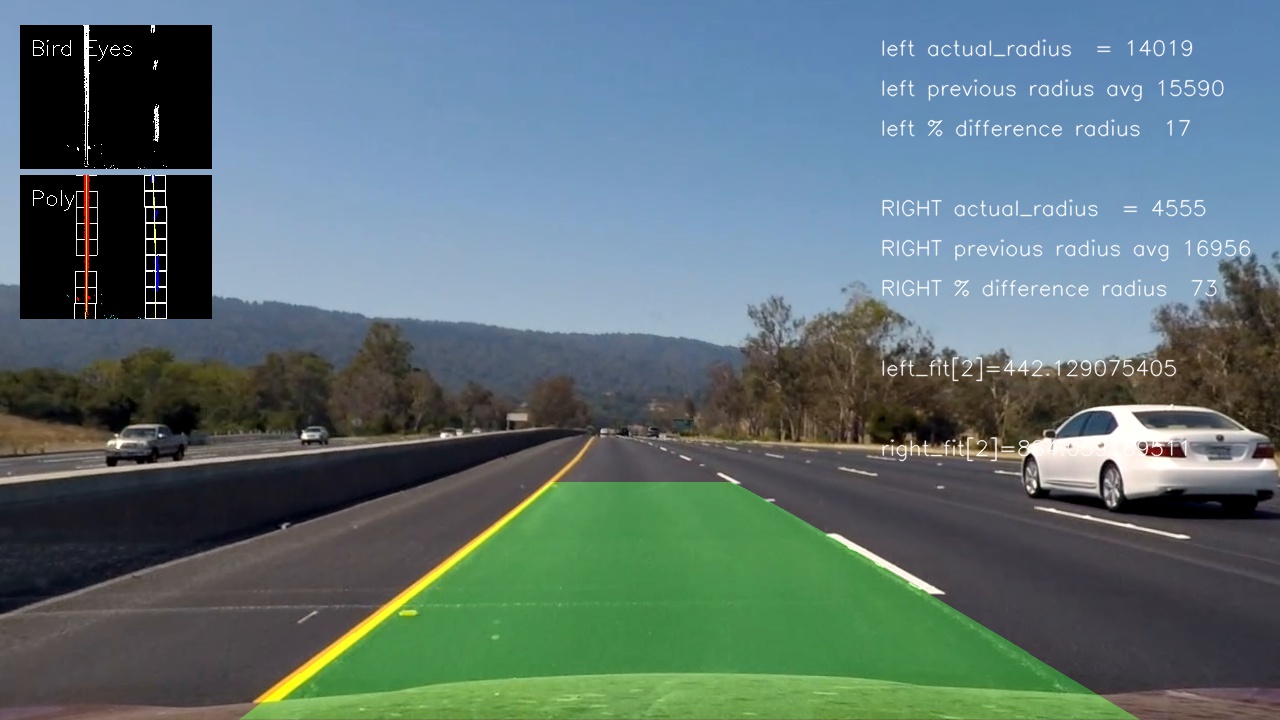 Bird Eyes
Poly
left actual_radius = 14019
left previous radius avg 15590
left % difference radius 17
RIGHT actual_radius = 4555
RIGHT previous radius avg 16956
RIGHT % difference radius 73
left_fit[2]=442.129075405